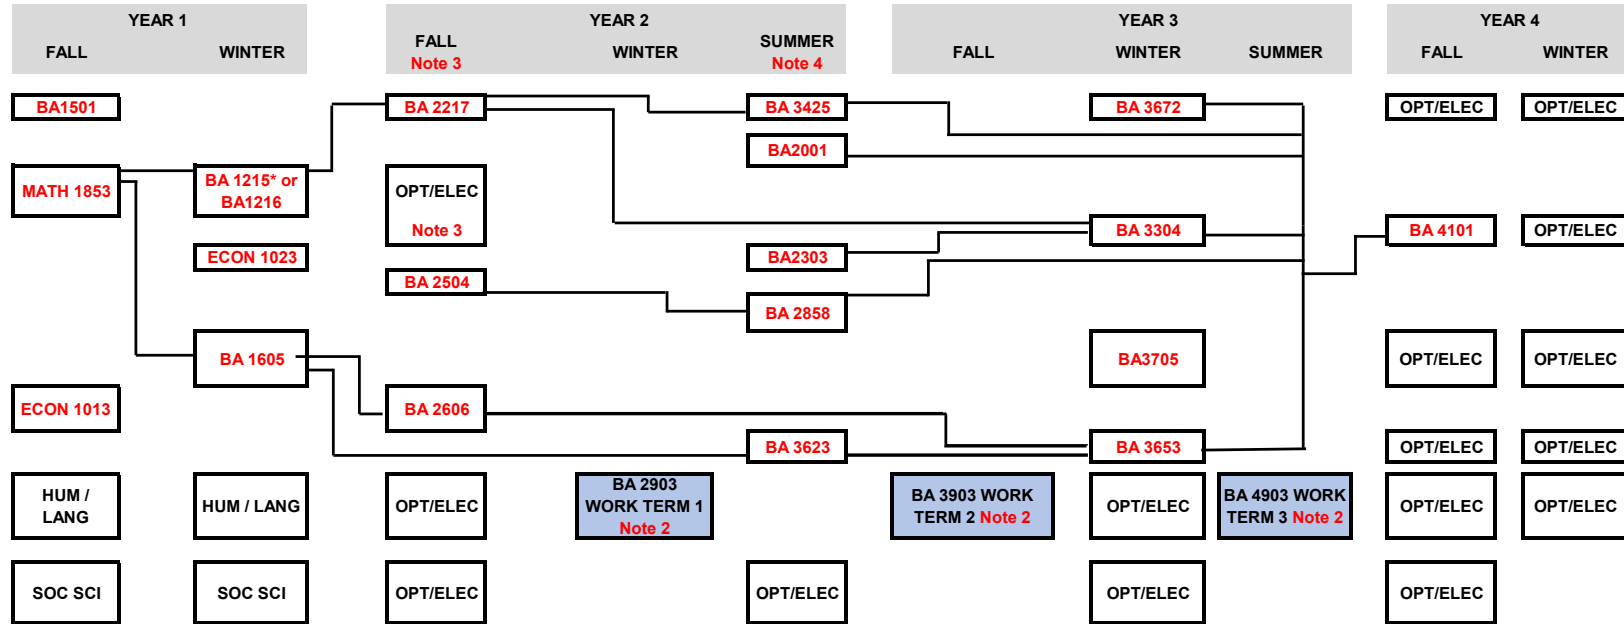 YEAR 1 YEAR 2 YEAR 3 YEAR 4
FALL WINTER FALL WINTER SUMMER FALL WINTER SUMMER FALL WINTER
Note 3 Note 4
BA1501 BA 2217 BA 3425 BA 3672 OPT/ELEC OPT/ELEC
BA2001
MATH 1853 BA 1215* or OPT/ELEC
BA1216
Note 3 BA 3304 BA 4101 OPT/ELEC
ECON 1023 BA2303
BA 2504
BA 2858
BA 1605 BA3705 OPT/ELEC OPT/ELEC
ECON 1013 BA 2606
BA 3623 BA 3653 OPT/ELEC OPT/ELEC
HUM /
LANG
HUM / LANG
OPT/ELEC
BA 2903
WORK TERM 1
Note 2
BA 3903 WORK
TERM 2 Note 2
OPT/ELEC
BA 4903 WORK
TERM 3 Note 2
OPT/ELEC
OPT/ELEC
SOC SCI SOC SCI OPT/ELEC OPT/ELEC OPT/ELEC OPT/ELEC